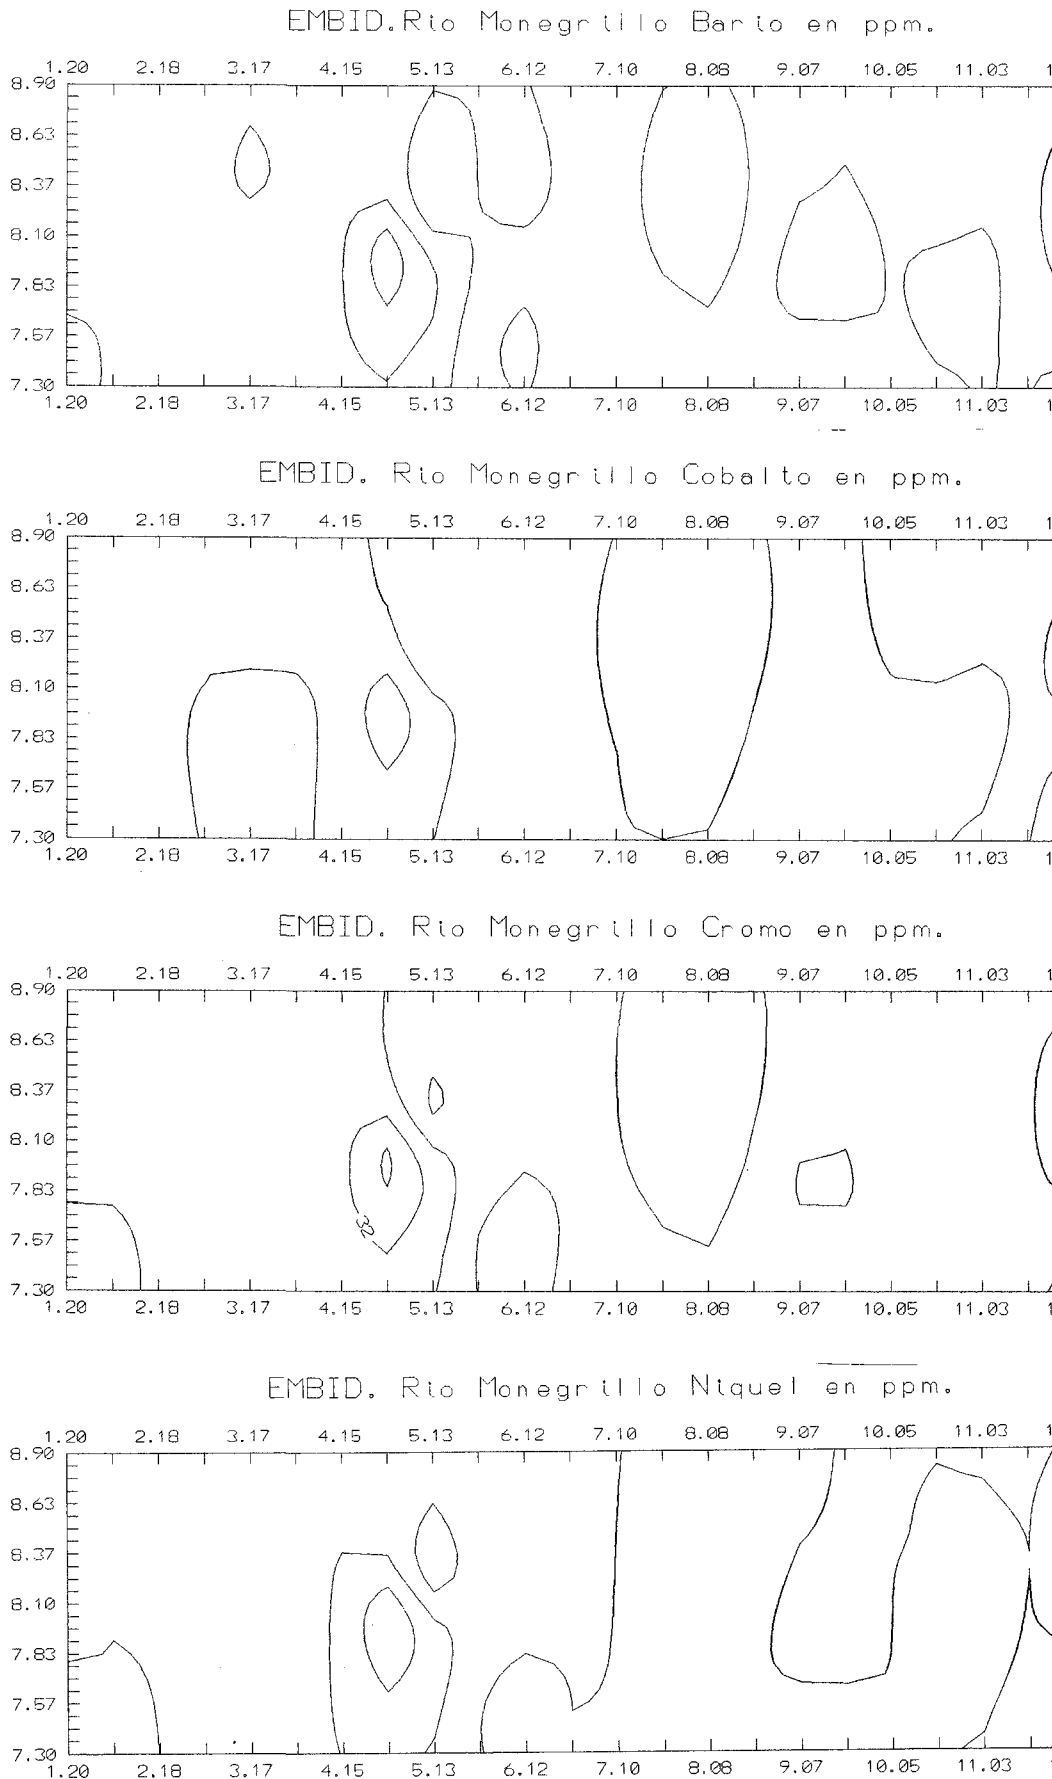 EMBID. Rio Monegrillo Bario en ppm.
1.20 2.18 3.17 4.15 5.13 6.12 7.10 8.08 9.07 10.05 11.03 1
8.90
8.63
8.37
8.10
7.83
7.57
7.30
1.20 2.18 3.17 4.15 5.13 6.12 7.10 8.08 9.07 10.05 11.03 1
EMBID. Rio Monegrillo Cobalto en ppm.
1.20 2.18 3.17 4.15 5.13 6.12 7.10 8.08 9.07 10.05 11.03 1
8.90
8.63
8.37
8.10
7.83
7.57
7.30
1.20 2.18 3.17 4.15 5.13 6.12 7.10 8.08 9.07 10.05 11.03 1
EMBID. Rio Monegrillo Cromo en ppm.
1.20 2.18 3.17 4.15 5.13 6.12 7.10 8.08 9.07 10.05 11.03 1
8.90
8.63
8.37
8.10
7.83
32
7.57
7.30
1.20 2.18 3.17 4.15 5.13 6.12 7.10 8.08 9.07 10.05 11.03 1
EMBID. Rio Monegrillo Niquel en ppm.
1.20 2.18 3.17 4.15 5.13 6.12 7.10 8.08 9.07 10.05 11.03 1
8.90
8.63
8.37
8.10
7.83
7.57
7.30
1.20 2.18 3.17 4.15 5.13 6.12 7.10 8.08 9.07 10.05 11.03 1